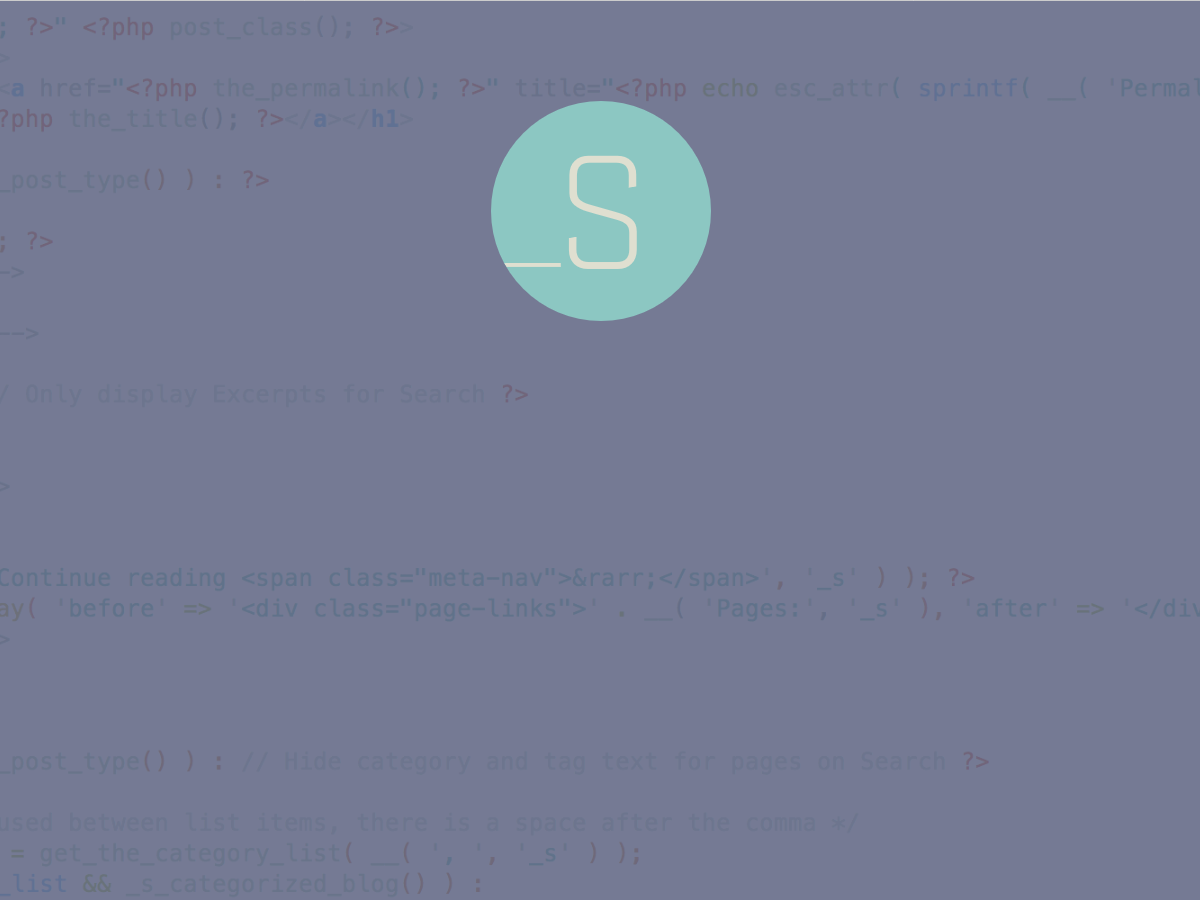 ; ?>" <?php post_class(); ?>>
>
<a href="<?php the_permalink(); ?>" title="<?php echo esc_attr( sprintf( __( 'Permal
?php the_title(); ?></a></h1>
_S
_post_type() ) : ?>
; ?>
-->
-->
/ Only display Excerpts for Search ?>
>
Continue reading <span class="meta-nav">&rarr;</span>', '_s' ) ); ?>
ay( 'before' => '<div class="page-links">' . __( 'Pages:', '_s' ), 'after' => '</div
>
_post_type() ) : // Hide category and tag text for pages on Search ?>
used between list items, there is a space after the comma */
= get_the_category_list( __( ', ', '_s' ) );
_list && _s_categorized_blog() ) :